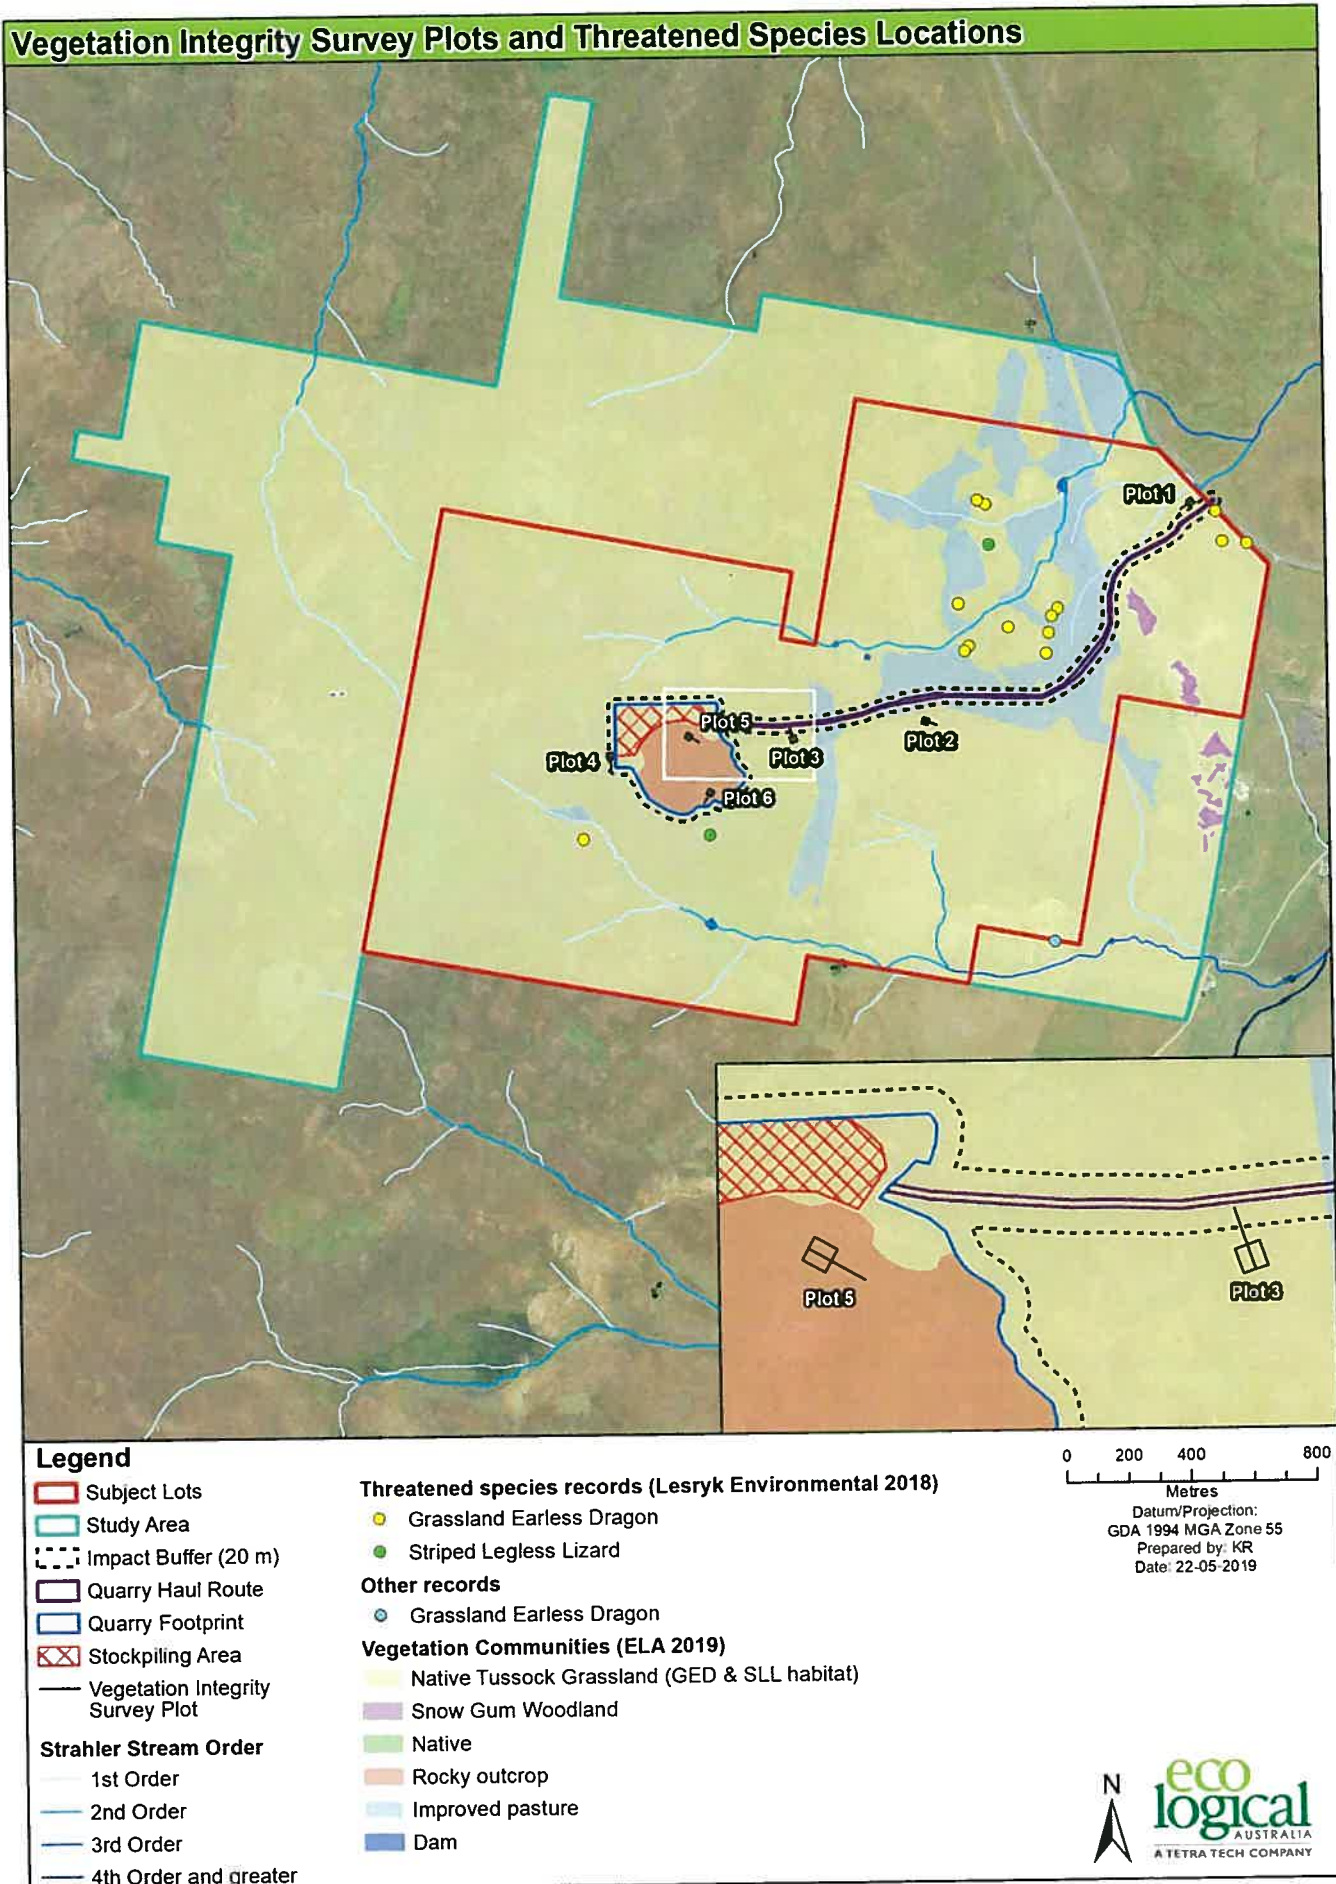 Vegetation Integrity Survey Plots and Threatened Species Locations
Plot 1
Plot 5
Plot 2
Plot 4
Plot 3
Plot 6
Plot 5
Plot 3
Legend
Subject Lots
Study Area
Impact Buffer (20 m)
Quarry Haul Route
Quarry Footprint
Stockpiling Area
Vegetation Integrity
Survey Plot
Strahler Stream Order
1st Order
2nd Order
3rd Order
4th Order and greater
Threatened species records (Lesryk Environmental 2018)
Grassland Earless Dragon
Striped Legless Lizard
Other records
Grassland Earless Dragon
Vegetation Communities (ELA 2019)
Native Tussock Grassland (GED & SLL habitat)
Snow Gum Woodland
Native
Rocky outcrop
Improved pasture
Dam
0 200 400 800
Metres
Datum/Projection:
GDA 1994 MGA Zone 55
Prepared by: KR
Date: 22-05-2019
N
eco
logical
AUSTRALIA
A TETRA TECH COMPANY